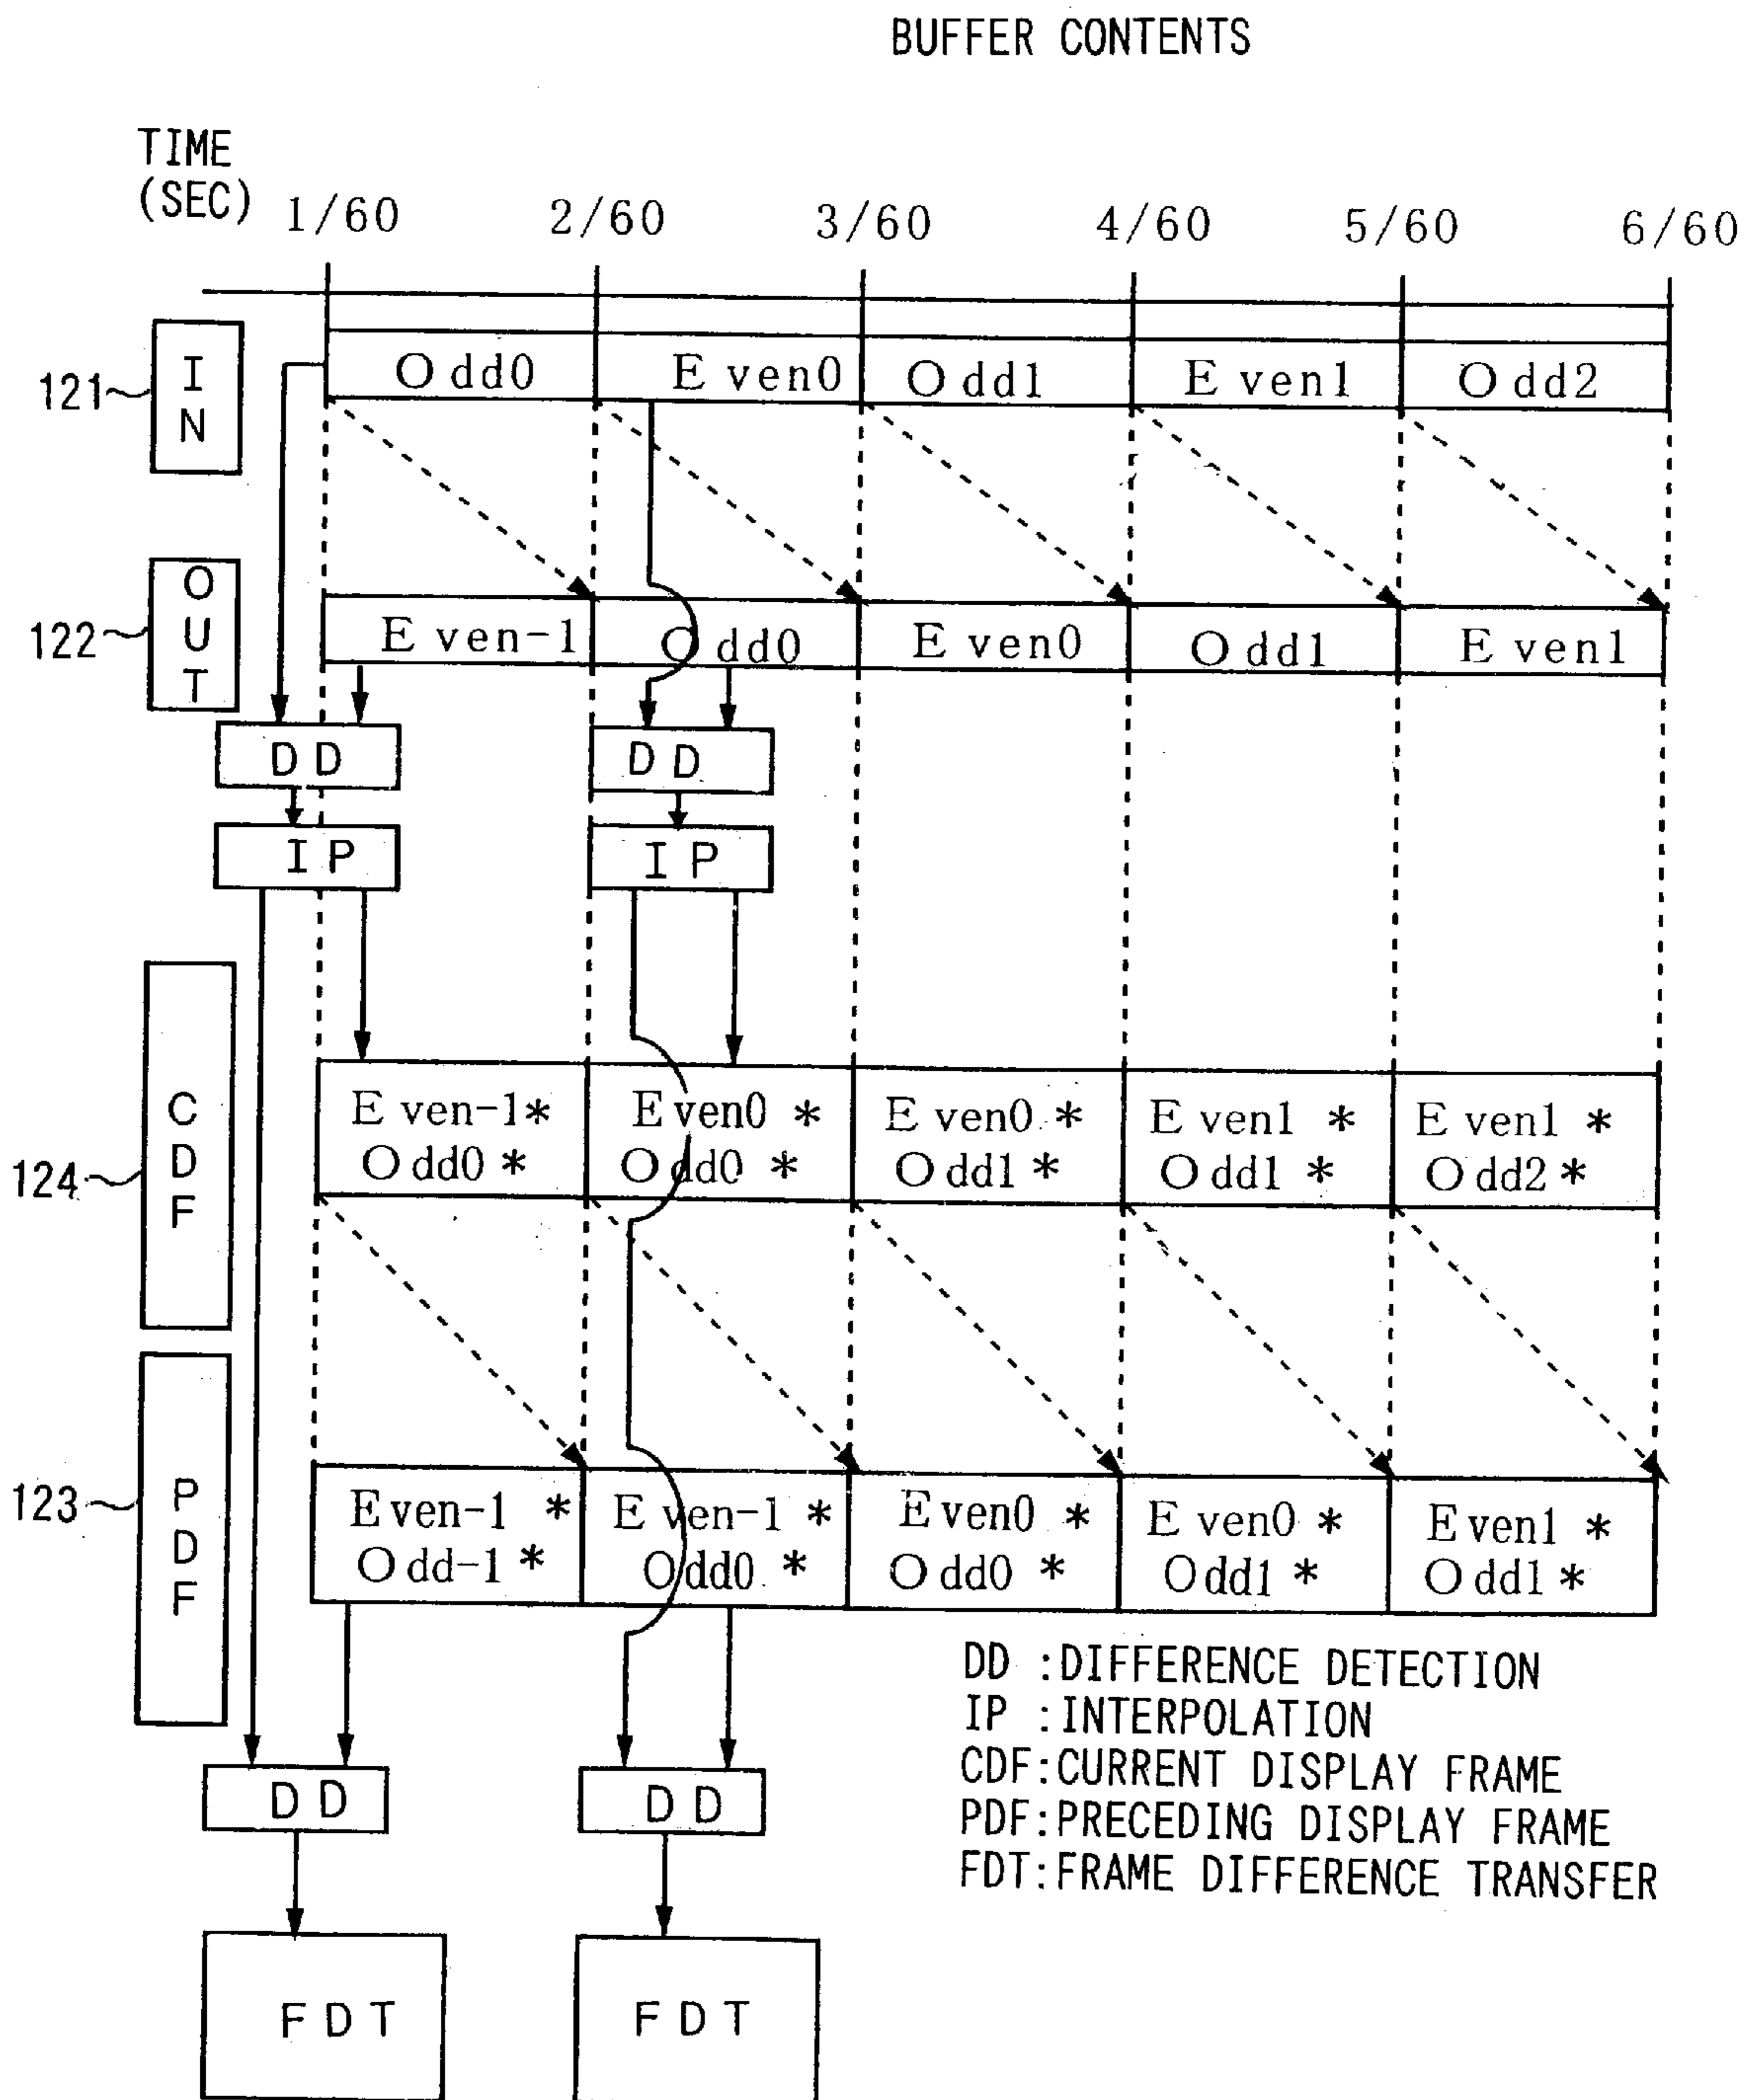 BUFFER CONTENTS
TIME
(SEC)
1/60 2/60 3/60 4/60 5/60 6/60
121
IN
Odd0 Even0 Odd1 Even1 Odd2
122
OUT
Even-1 Odd0 Even0 Odd1 Even1
DD DD
IP IP
124
CDF
Even-1* Even0 * Even0 * Even1 * Even1 *
Odd0 * Odd0 * Odd1 * Odd1 * Odd2 *
123
PDF
Even-1 * Even-1 * Even0 * Even0 * Even1 *
Odd-1 * Odd0 * Odd0 * Odd1 * Odd1 *
DD :DIFFERENCE DETECTION
IP :INTERPOLATION
CDF:CURRENT DISPLAY FRAME
PDF:PRECEDING DISPLAY FRAME
FDT:FRAME DIFFERENCE TRANSFER
DD DD
FDT FDT